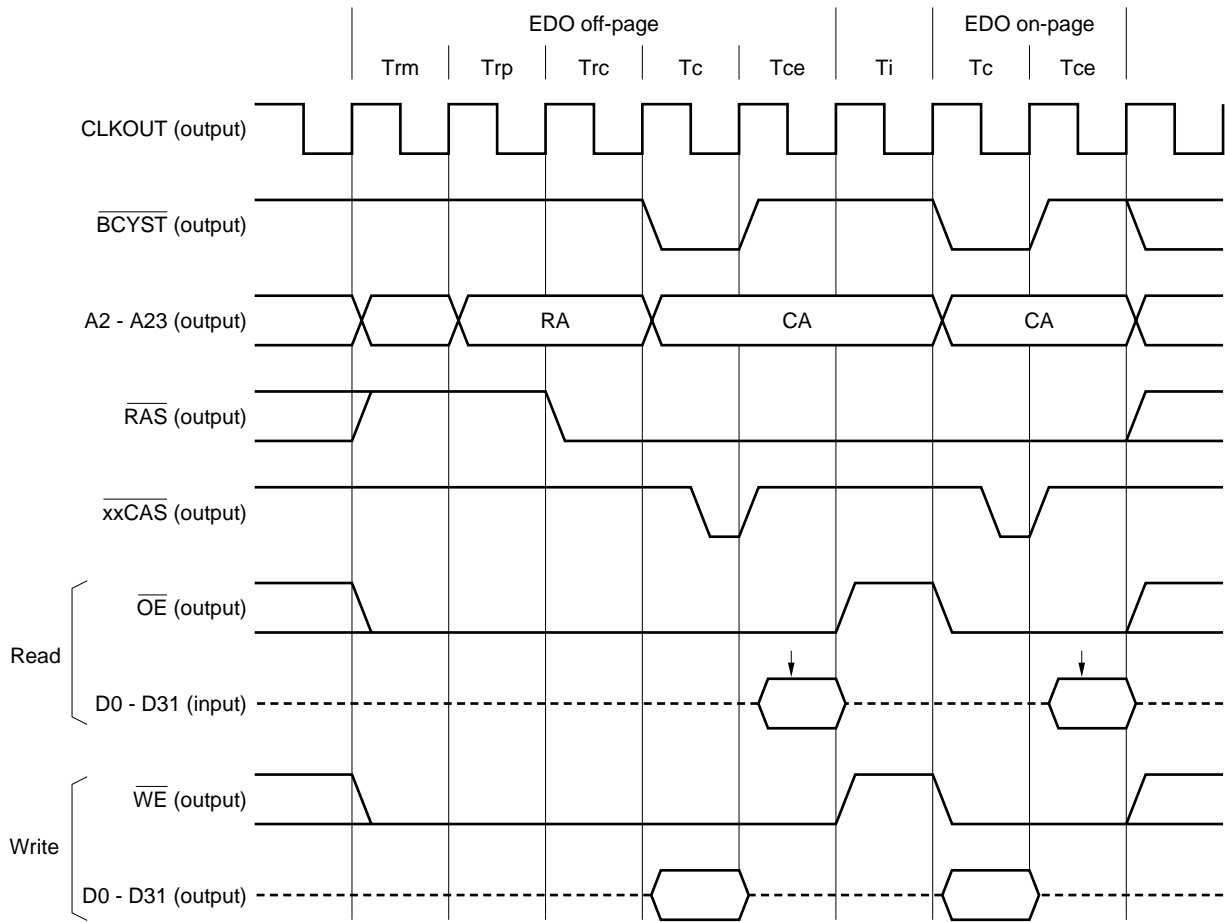 EDO off-page EDO on-page
Trm Trp Trc Tc Tce Ti Tc Tce
CLKOUT (output)
BCYST (output)
A2 - A23 (output) RA CA CA
RAS (output)
xxCAS (output)
OE (output)
Read
D0 - D31 (input)
WE (output)
Write
D0 - D31 (output)